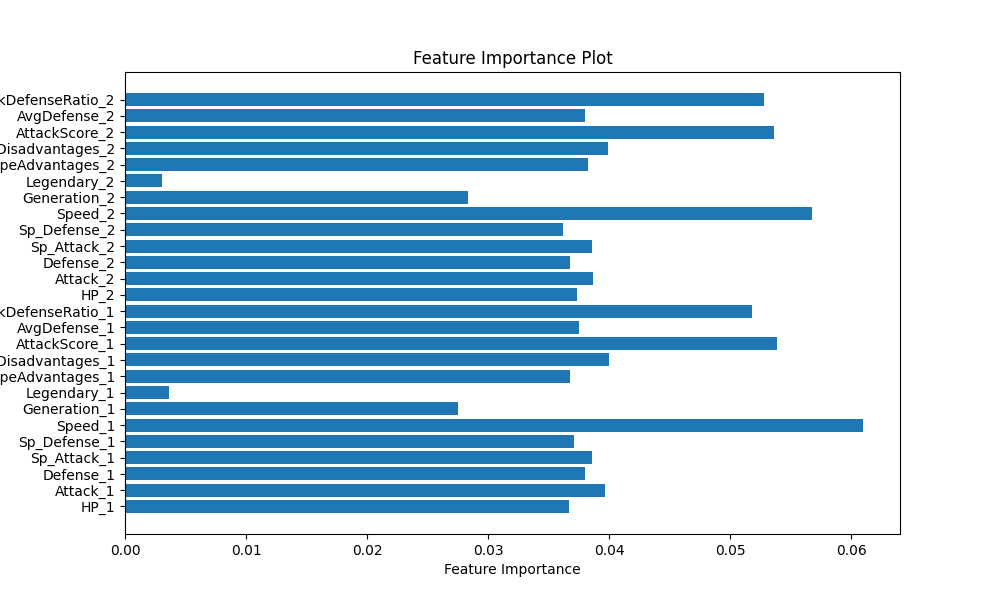 Feature Importance Plot
kDefenseRatio_2
AvgDefense_2
AttackScore_2
Disadvantages_2
peAdvantages_2
Legendary_2
Generation_2
Speed_2
Sp_Defense_2
Sp_Attack_2
Defense_2
Attack_2
HP_2
kDefenseRatio_1
AvgDefense_1
AttackScore_1
Disadvantages_1
peAdvantages_1
Legendary_1
Generation_1
Speed_1
Sp_Defense_1
Sp_Attack_1
Defense_1
Attack_1
HP_1
0.00 0.01 0.02 0.03 0.04 0.05 0.06
Feature Importance